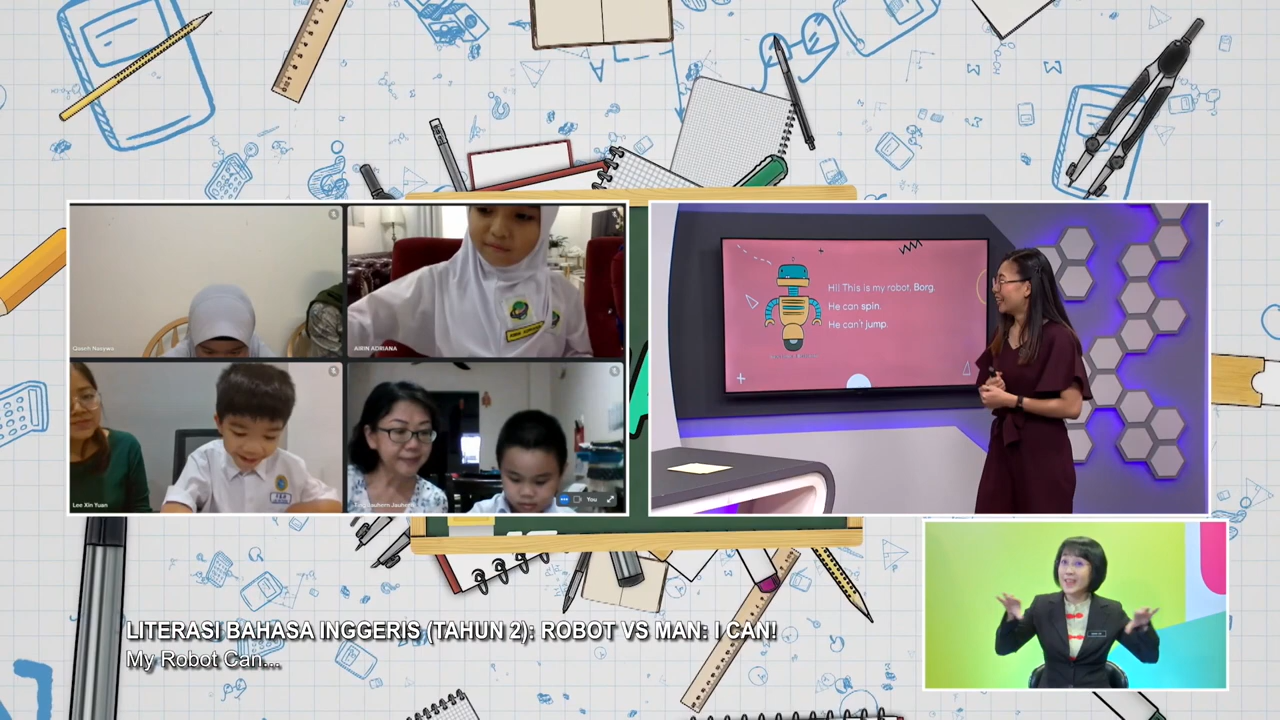 AIRIN ADRIANA
Lee Xin Yuan
You
Hi! This is my robot, Borg.
He can spin.
He can't jump.
LITERASI BAHASA INGGERIS (TAHUN 2): ROBOT VS MAN: I CAN!
My Robot Can...